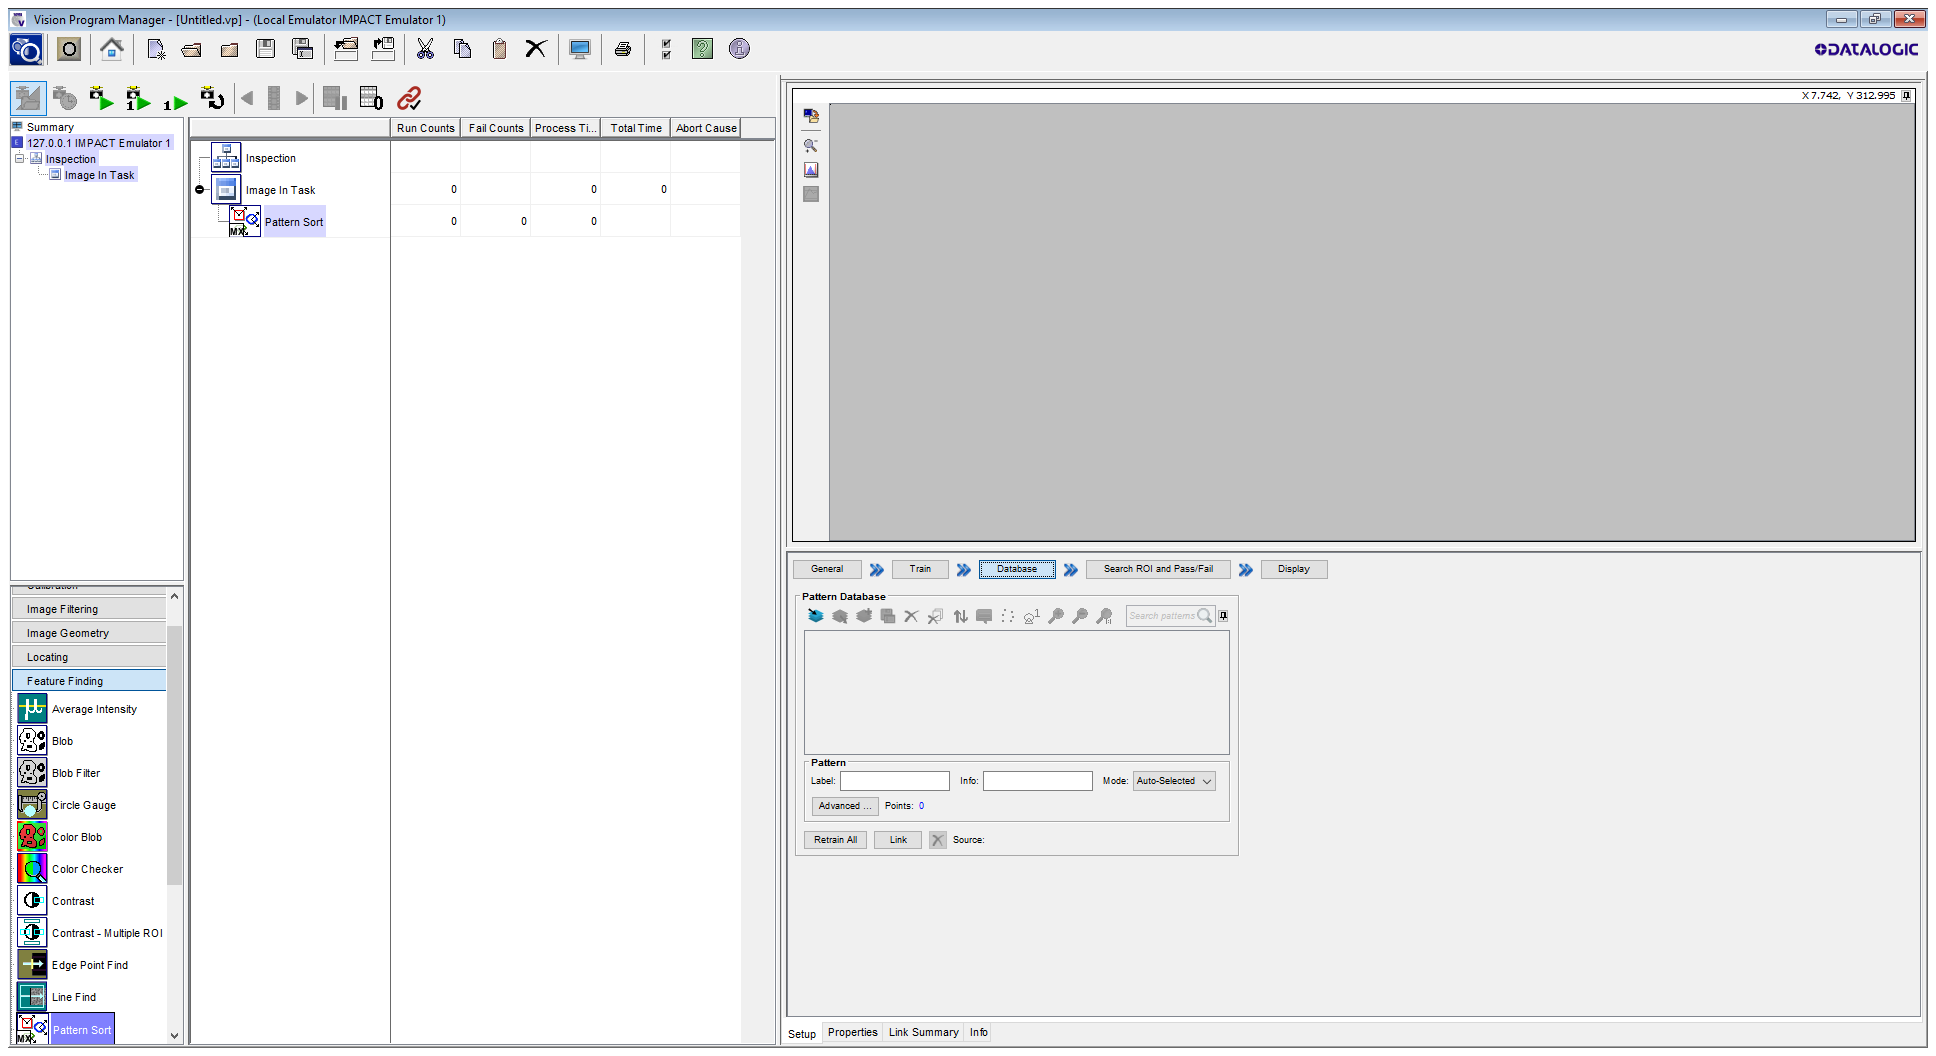 Vision Program Manager - [Untitled.vp] - (Local Emulator IMPACT Emulator 1)
DATALOGIC
Summary
127.0.0.1 IMPACT Emulator 1
Inspection
Image In Task
Run Counts Fail Counts Process Ti... Total Time Abort Cause
Inspection
Image In Task 0 0 0
Pattern Sort 0 0 0
X 7.742, Y 312.995
Calibration
Image Filtering
Image Geometry
Locating
Feature Finding
Average Intensity
Blob
Blob Filter
Circle Gauge
Color Blob
Color Checker
Contrast
Contrast - Multiple ROI
Edge Point Find
Line Find
Pattern Sort
General Train Database Search ROI and Pass/Fail Display
Pattern Database
Search patterns
Pattern
Label: Info: Mode: Auto-Selected
Advanced ... Points: 0
Retrain All Link Source:
Setup Properties Link Summary Info